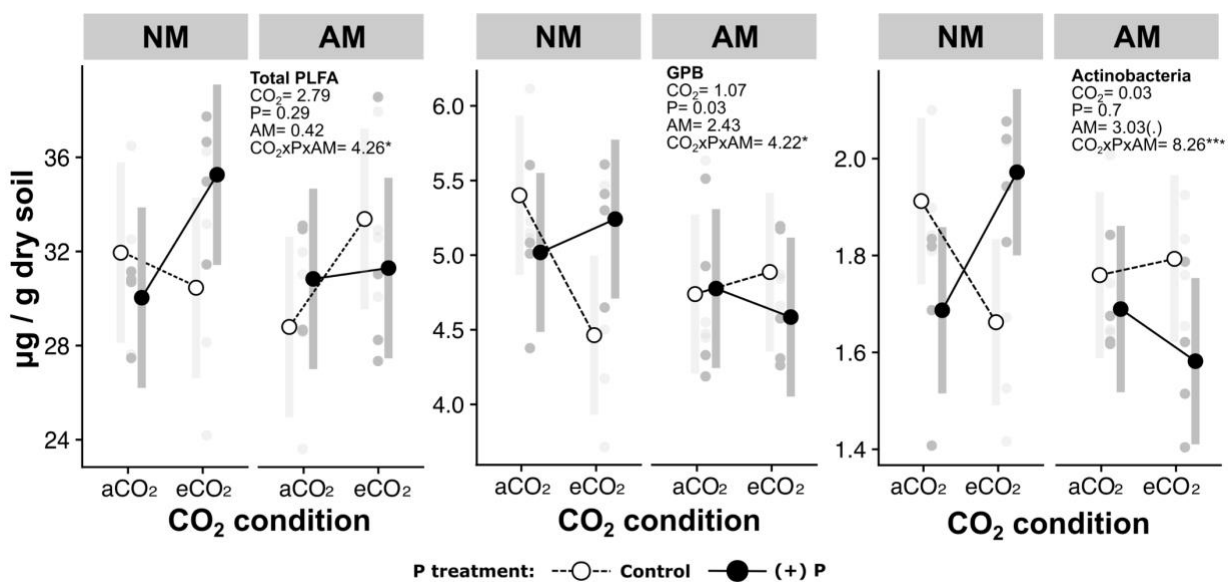 NM AM NM AM NM AM
Total PLFA
CO₂= 2.79
P= 0.29
AM= 0.42
CO₂xPxAM= 4.26*
GPB
CO₂= 1.07
P= 0.03
AM= 2.43
CO₂xPxAM= 4.22*
Actinobacteria
CO₂= 0.03
P= 0.7
AM= 3.03(.)
CO₂xPxAM= 8.26***
µg / g dry soil
36
32
28
24
6.0
5.5
5.0
4.5
4.0
2.0
1.8
1.6
1.4
aCO₂ eCO₂ aCO₂ eCO₂ aCO₂ eCO₂ aCO₂ eCO₂ aCO₂ eCO₂ aCO₂ eCO₂
CO₂ condition CO₂ condition CO₂ condition
P treatment: Control (+) P